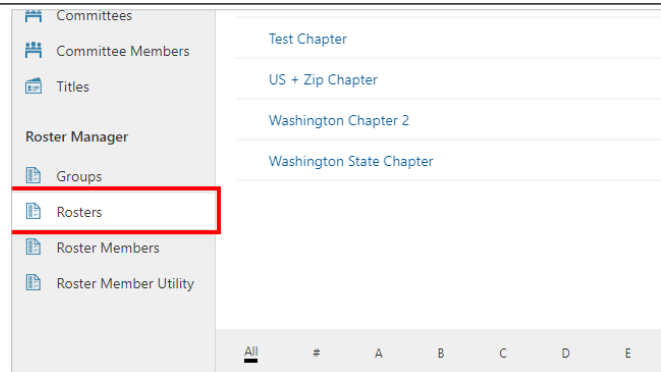 Committees
Committee Members
Titles
Roster Manager
Groups
Rosters
Roster Members
Roster Member Utility
Test Chapter
US + Zip Chapter
Washington Chapter 2
Washington State Chapter
All # A B C D E